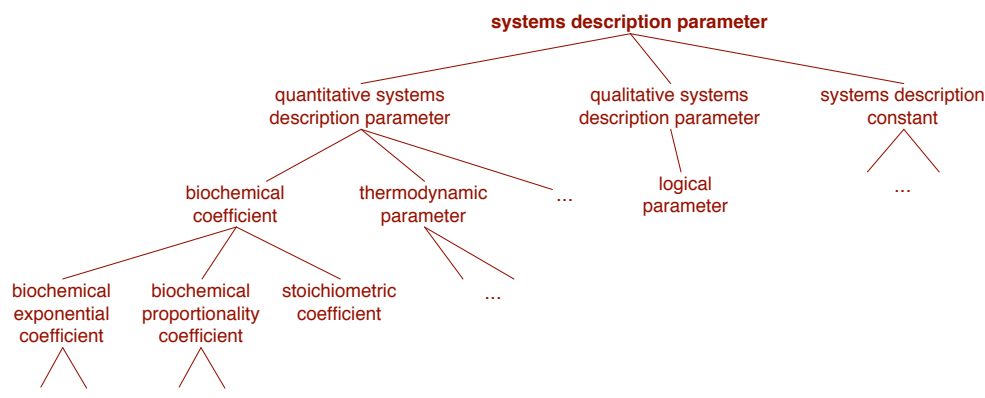 systems description parameter
quantitative systems
description parameter
qualitative systems
description parameter
systems description
constant
biochemical
coefficient
thermodynamic
parameter
...
logical
parameter
...
biochemical
exponential
coefficient
biochemical
proportionality
coefficient
stoichiometric
coefficient
...